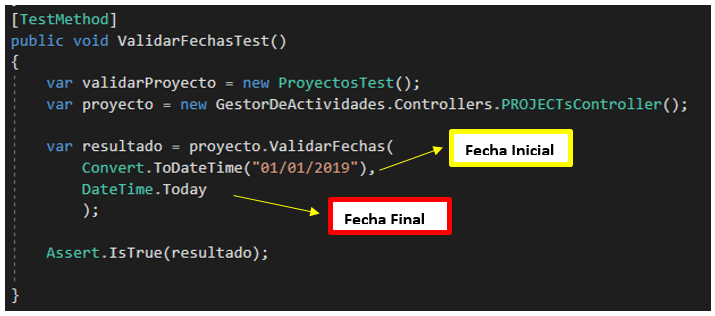 [TestMethod]
public void ValidarFechasTest()
{
var validarProyecto = new ProyectosTest();
var proyecto = new GestorDeActividades.Controllers.PROJECTsController();
var resultado = proyecto.ValidarFechas(
Convert.ToDateTime("01/01/2019"),
Fecha Inicial
DateTime.Today
);
Fecha Final
Assert.IsTrue(resultado);
}